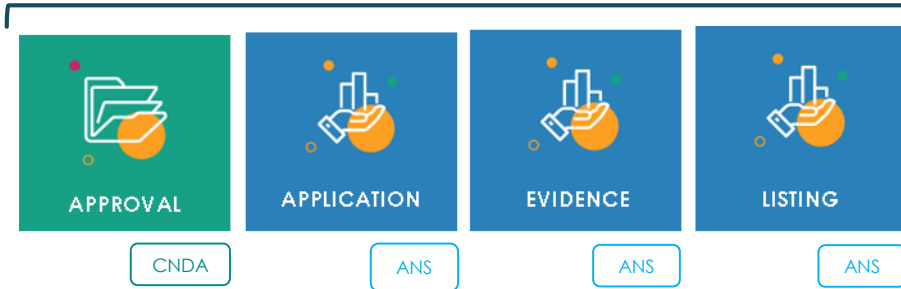 APPROVAL
APPLICATION
EVIDENCE
LISTING
CNDA
ANS
ANS
ANS